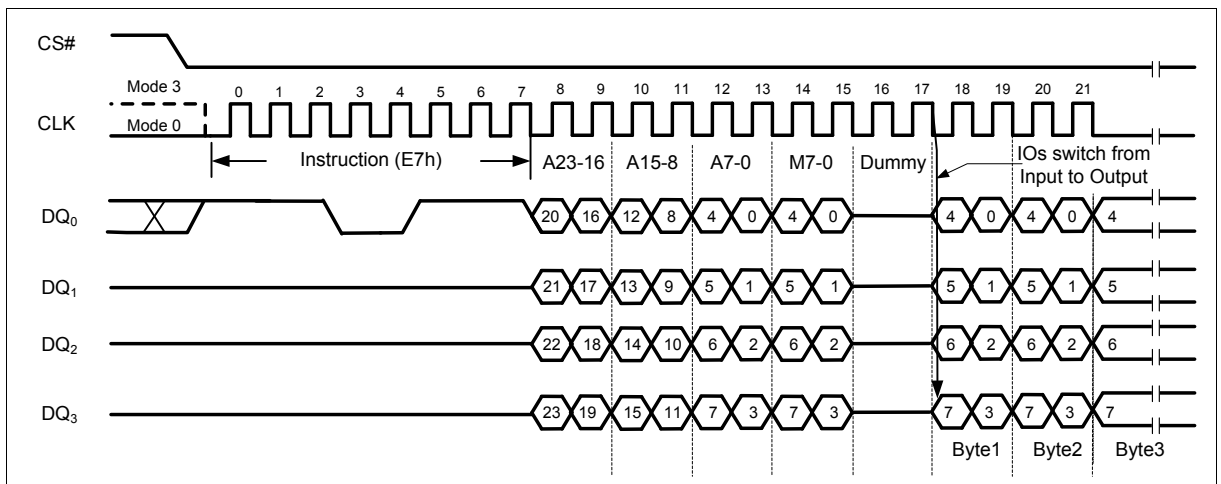 CS#
Mode 3
0 1 2 3 4 5 6 7 8 9 10 11 12 13 14 15 16 17 18 19 20 21
CLK
Mode 0
Instruction (E7h)
A23-16 A15-8 A7-0 M7-0 Dummy
IOs switch from
Input to Output
DQ0 20 16 12 8 4 0 4 0 4 0 4 0 4
DQ1 21 17 13 9 5 1 5 1 5 1 5 1 5
DQ2 22 18 14 10 6 2 6 2 6 2 6 2 6
DQ3 23 19 15 11 7 3 7 3 7 3 7 3 7
Byte1 Byte2 Byte3